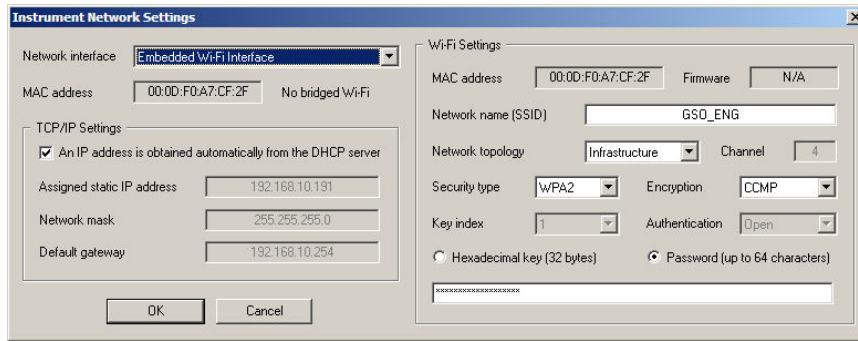 Instrument Network Settings
Network interface Embedded Wi-Fi Interface
MAC address 00:0D:F0:A7:CF:2F No bridged Wi-Fi
TCP/IP Settings
An IP address is obtained automatically from the DHCP server
Assigned static IP address 192.168.10.191
Network mask 255.255.255.0
Default gateway 192.168.10.254
OK Cancel
Wi-Fi Settings
MAC address 00:0D:F0:A7:CF:2F Firmware N/A
Network name (SSID) GSO_ENG
Network topology Infrastructure Channel 4
Security type WPA2 Encryption CCMP
Key index 1 Authentication Open
Hexadecimal key (32 bytes) Password (up to 64 characters)
*******************